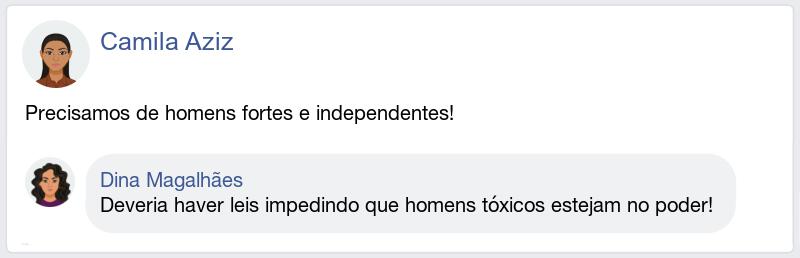 Camila Aziz
Precisamos de homens fortes e independentes!
Dina Magalhães
Deveria haver leis impedindo que homens tóxicos estejam no poder!